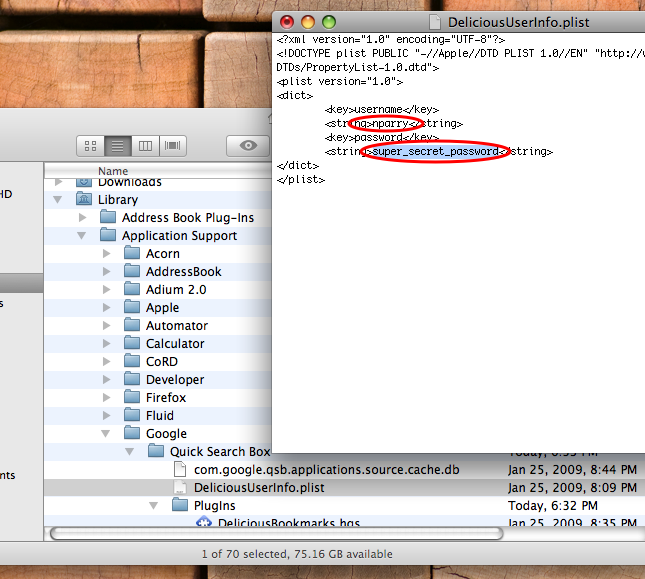 DeliciousUserInfo.plist
<?xml version="1.0" encoding="UTF-8"?>
<!DOCTYPE plist PUBLIC "-//Apple//DTD PLIST 1.0//EN" "http://
DTDs/PropertyList-1.0.dtd">
<plist version="1.0">
<dict>
<key>username</key>
<string>nparry</string>
<key>password</key>
<string>super_secret_password</string>
</dict>
</plist>
Name
HD
Downloads
Library
Address Book Plug-Ins
Application Support
Acorn
AddressBook
Adium 2.0
Apple
Automator
Calculator
CoRD
Developer
Firefox
Fluid
Google
Quick Search Box
com.google.qsb.applications.source.cache.db Jan 25, 2009, 8:44 PM
DeliciousUserInfo.plist Jan 25, 2009, 8:09 PM
PlugIns Today, 6:32 PM
DeliciousBookmarks.hgs Jan 25, 2009, 8:35 PM
1 of 70 selected, 75.16 GB available